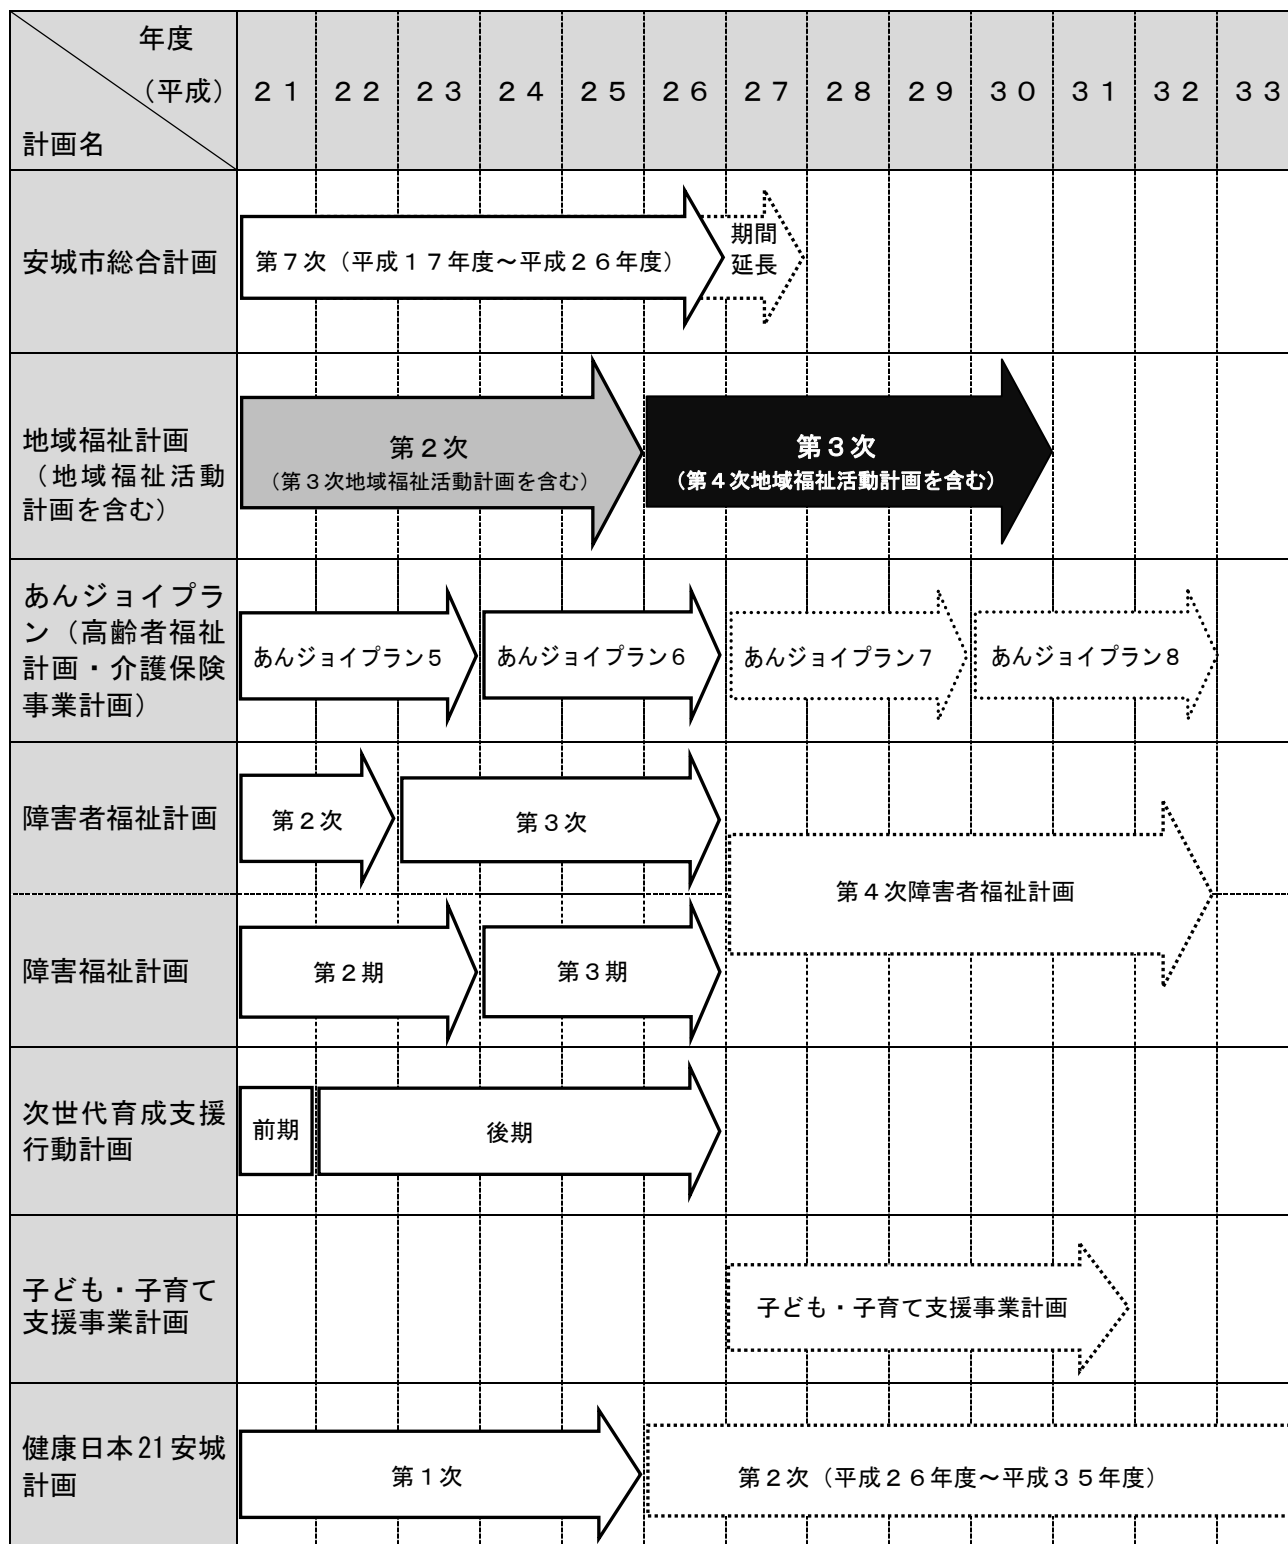 年度
（平成）
計画名
２１ ２２ ２３ ２４ ２５ ２６ ２７ ２８ ２９ ３０ ３１ ３２ ３３
安城市総合計画
第７次（平成１７年度～平成２６年度）
期間
延長
地域福祉計画
（地域福祉活動
計画を含む）
第２次
（第３次地域福祉活動計画を含む）
第３次
（第４次地域福祉活動計画を含む）
あんジョイプラ
ン（高齢者福祉
計画・介護保険
事業計画）
あんジョイプラン５
あんジョイプラン６
あんジョイプラン７
あんジョイプラン８
障害者福祉計画
第２次
第３次
第４次障害者福祉計画
障害福祉計画
第２期
第３期
次世代育成支援
行動計画
前期
後期
子ども・子育て
支援事業計画
子ども・子育て支援事業計画
健康日本21安城
計画
第１次
第２次（平成２６年度～平成３５年度）